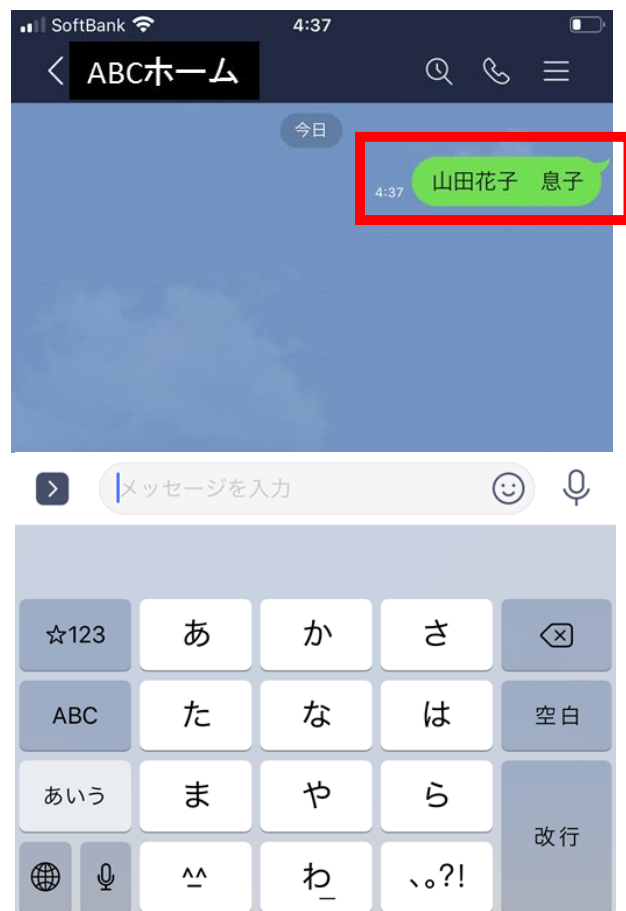 SoftBank 4:37
ABCホーム
今日
4:37 山田花子　息子
メッセージを入力
☆123 あ か さ
ABC た な は 空白
あいう ま や ら
改行
^^ わ_ 、。?!